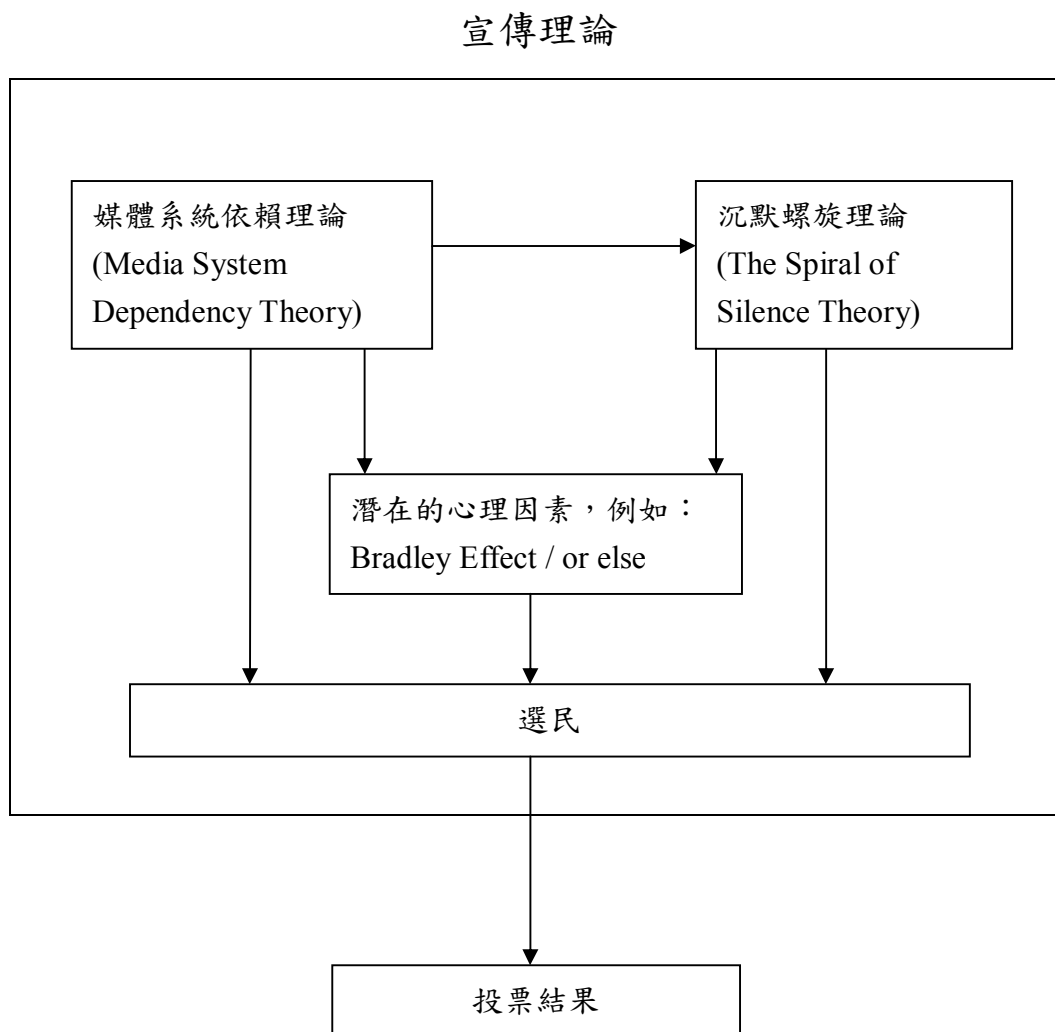 宣傳理論
媒體系統依賴理論
(Media System
Dependency Theory)
沉默螺旋理論
(The Spiral of
Silence Theory)
潛在的心理因素，例如：
Bradley Effect / or else
選民
投票結果